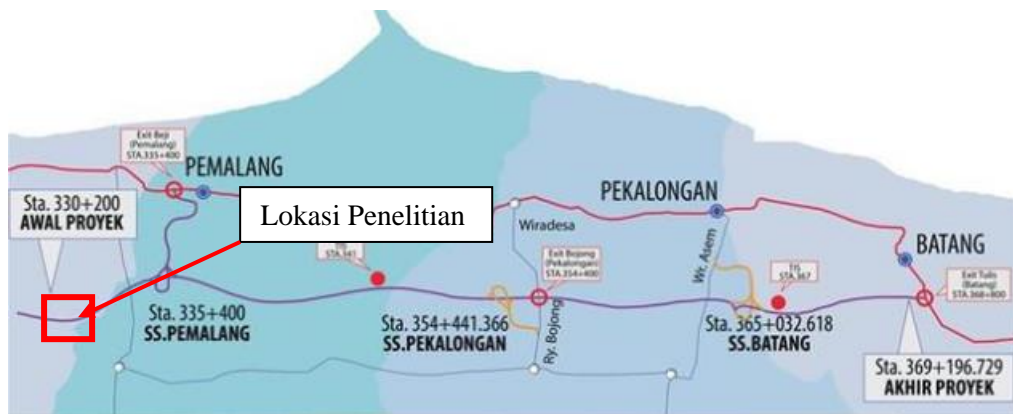 Exit Beji
(Pemalang)
STA.335+400
PEMALANG
Sta. 330+200
AWAL PROYEK
Lokasi Penelitian
STA.341
Wiradesa
PEKALONGAN
Exit Bojong
(Pekalongan)
STA.354+400
Wr. Asem
TIS
STA.367
BATANG
Exit Tulis
(Batang)
STA.368+800
Sta. 335+400
SS.PEMALANG
Sta. 354+441.366
SS.PEKALONGAN
Ry. Bojong
Sta. 365+032.618
SS.BATANG
Sta. 369+196.729
AKHIR PROYEK